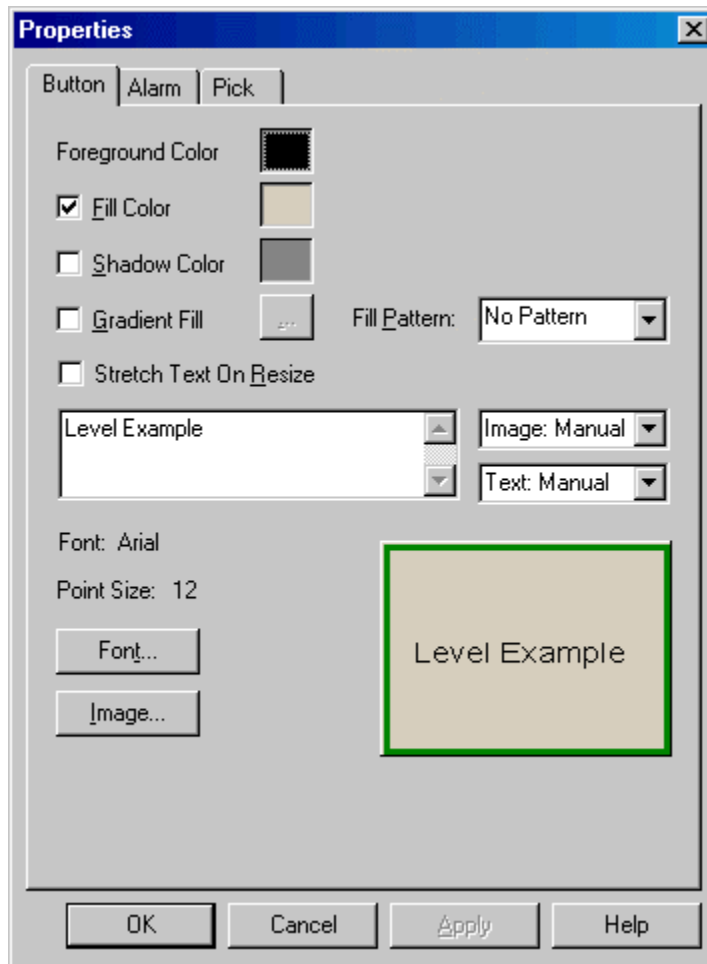 Properties
Button Alarm Pick
Foreground Color
Fill Color
Shadow Color
Gradient Fill ... Fill Pattern: No Pattern
Stretch Text On Resize
Level Example Image: Manual
Text: Manual
Font: Arial
Point Size: 12
Font...
Level Example
Image...
OK Cancel Apply Help